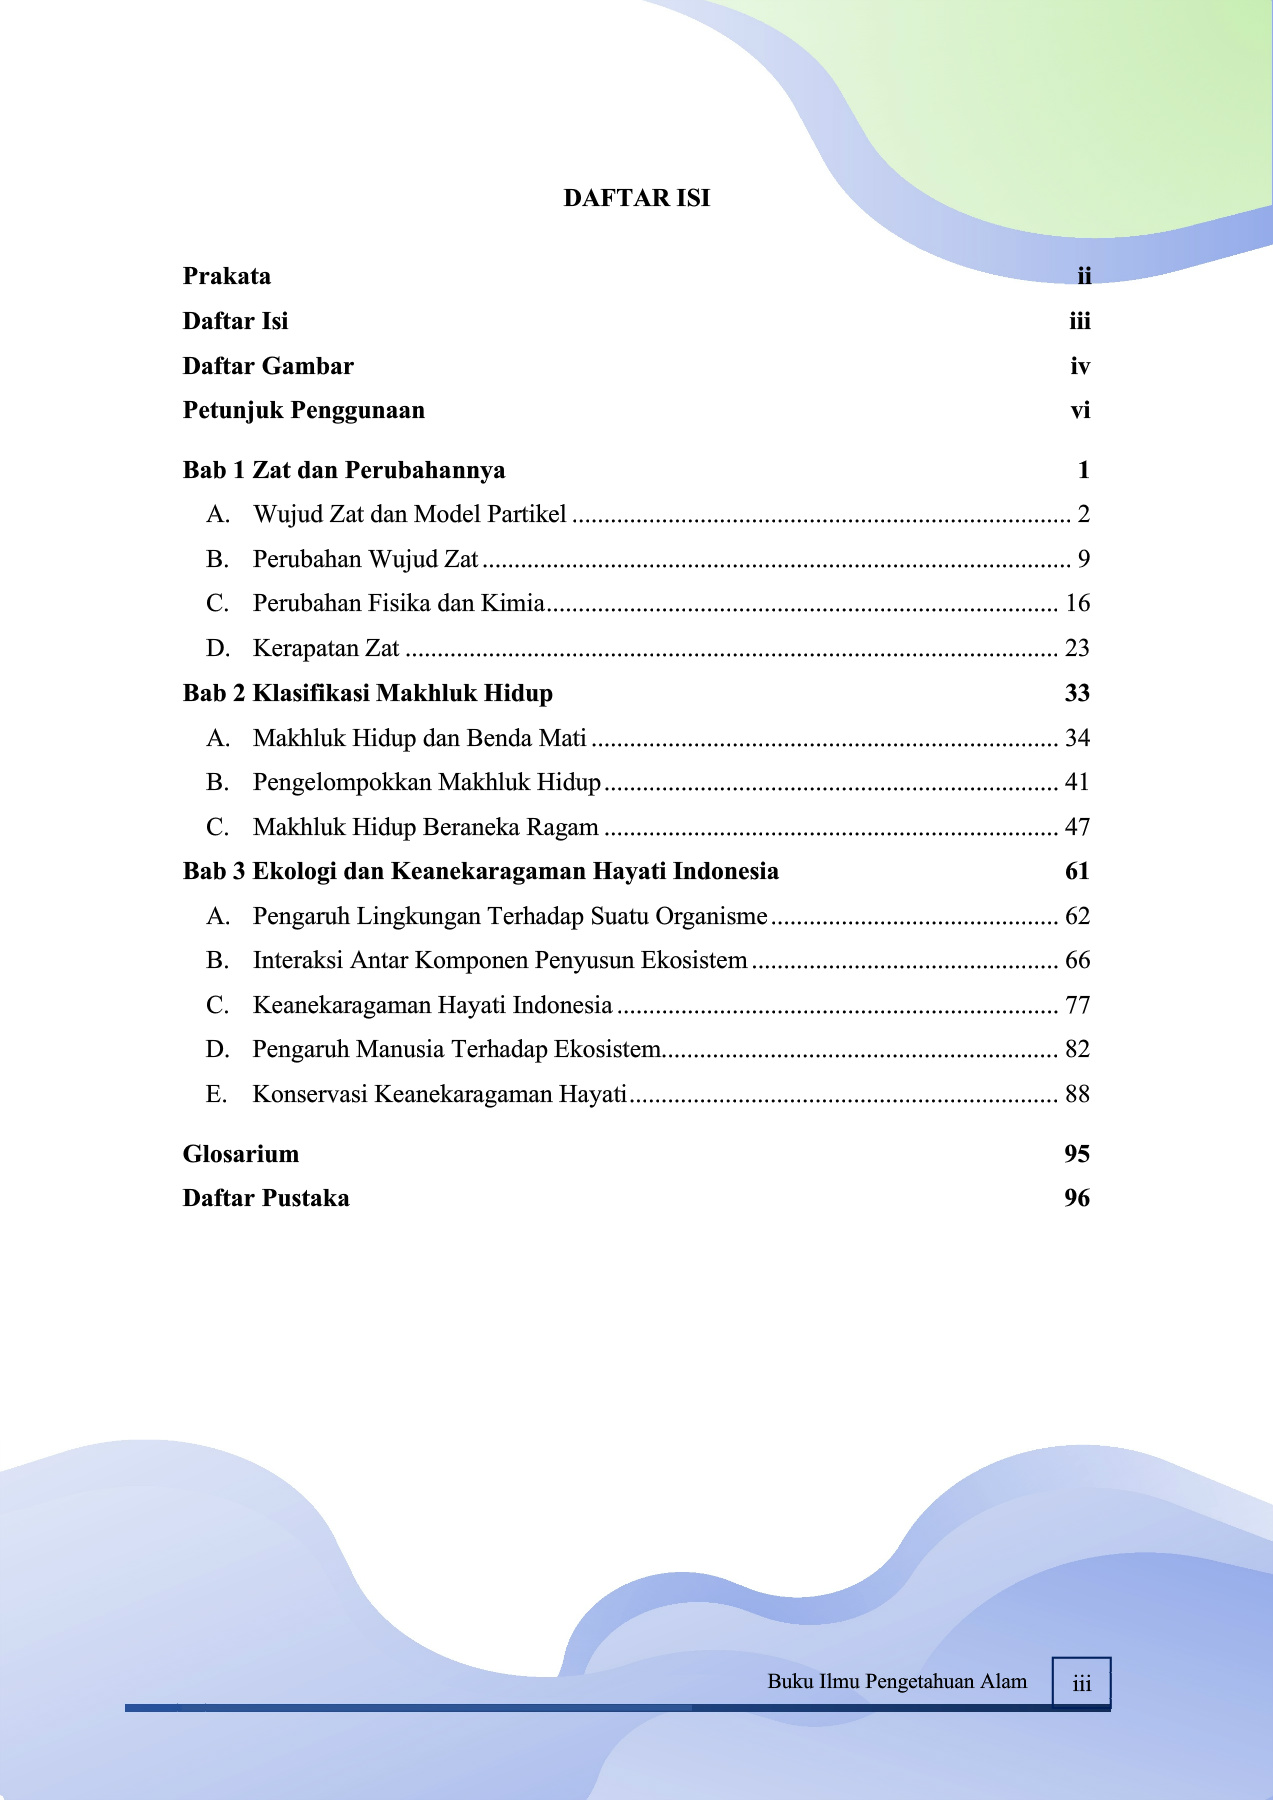 DAFTAR ISI
Prakata ii
Daftar Isi iii
Daftar Gambar iv
Petunjuk Penggunaan vi
Bab 1 Zat dan Perubahannya 1
A. Wujud Zat dan Model Partikel .............................................................................. 2
B. Perubahan Wujud Zat ............................................................................................ 9
C. Perubahan Fisika dan Kimia................................................................................ 16
D. Kerapatan Zat ...................................................................................................... 23
Bab 2 Klasifikasi Makhluk Hidup 33
A. Makhluk Hidup dan Benda Mati ......................................................................... 34
B. Pengelompokkan Makhluk Hidup ....................................................................... 41
C. Makhluk Hidup Beraneka Ragam ....................................................................... 47
Bab 3 Ekologi dan Keanekaragaman Hayati Indonesia 61
A. Pengaruh Lingkungan Terhadap Suatu Organisme ............................................. 62
B. Interaksi Antar Komponen Penyusun Ekosistem ................................................ 66
C. Keanekaragaman Hayati Indonesia ..................................................................... 77
D. Pengaruh Manusia Terhadap Ekosistem.............................................................. 82
E. Konservasi Keanekaragaman Hayati ................................................................... 88
Glosarium 95
Daftar Pustaka 96
Buku Ilmu Pengetahuan Alam iii